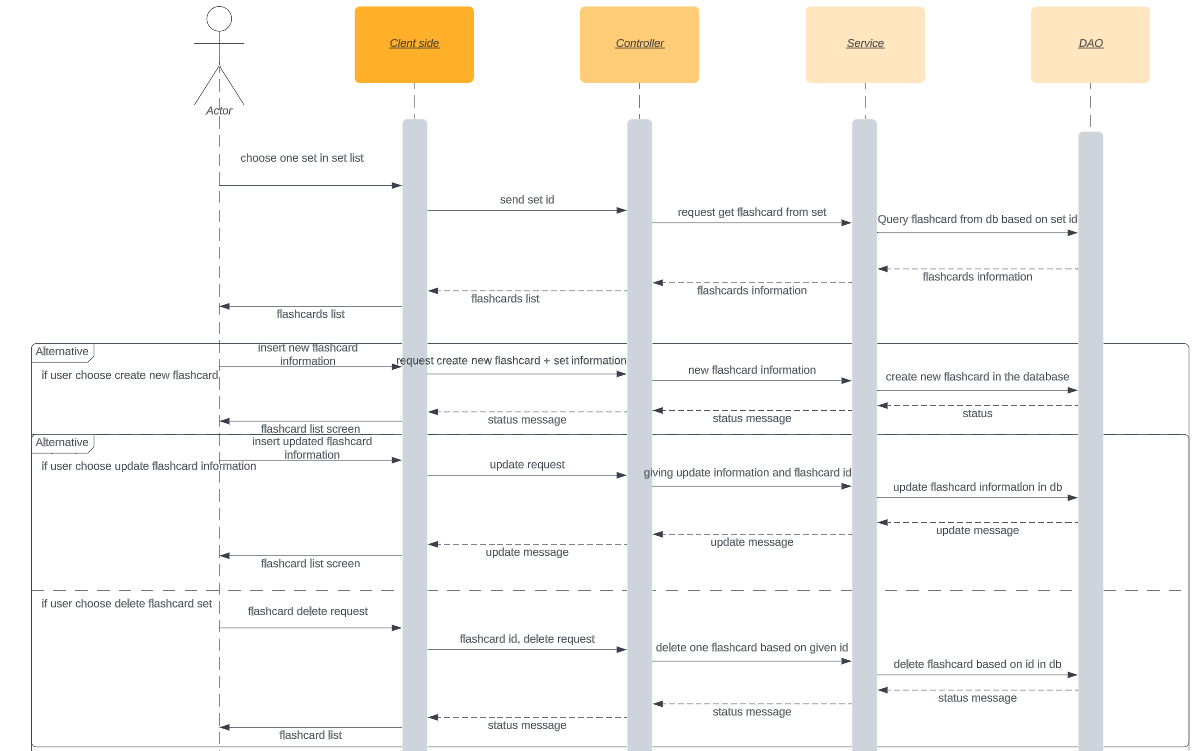 Clent side
Controller
Service
DAO
Actor
choose one set in set list
send set id
request get flashcard from set
Query flashcard from db based on set id
flashcards information
flashcards information
flashcards list
flashcards list
Alternative
if user choose create new flashcard
insert new flashcard
information
request create new flashcard + set information
new flashcard information
create new flashcard in the database
status
status message
status message
flashcard list screen
Alternative
if user choose update flashcard information
insert updated flashcard
information
update request
giving update information and flashcard id
update flashcard information in db
update message
update message
update message
flashcard list screen
if user choose delete flashcard set
flashcard delete request
flashcard id, delete request
delete one flashcard based on given id
delete flashcard based on id in db
status message
status message
status message
flashcard list